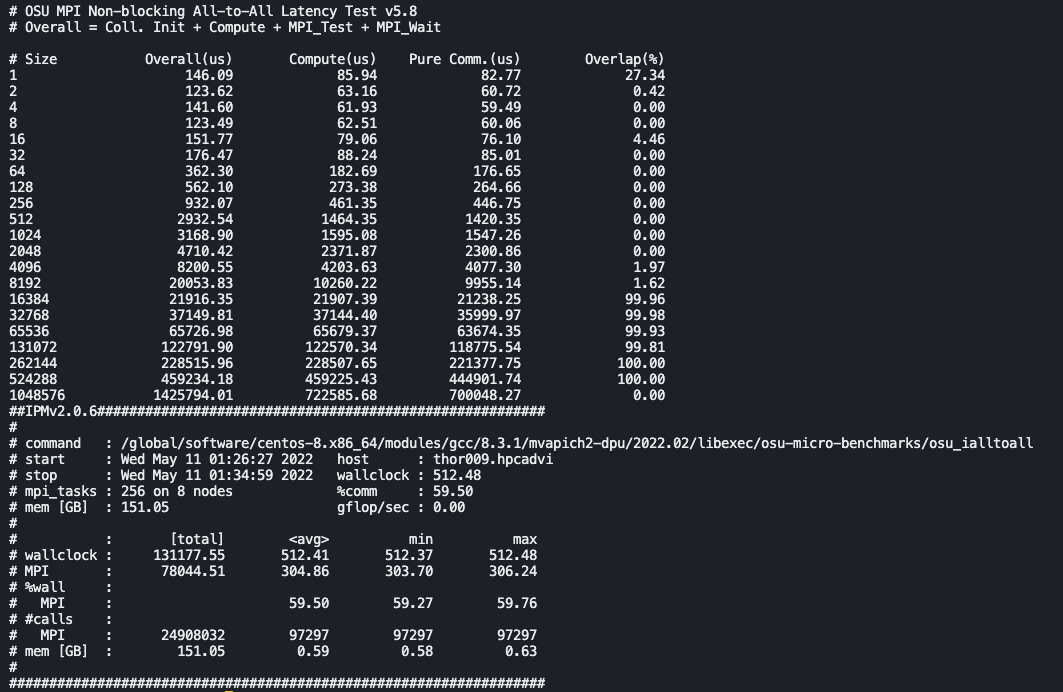 # OSU MPI Non-blocking All-to-All Latency Test v5.8
# Overall = Coll. Init + Compute + MPI_Test + MPI_Wait
# Size Overall(us) Compute(us) Pure Comm.(us) Overlap(%)
1 146.09 85.94 82.77 27.34
2 123.62 63.16 60.72 0.42
4 141.60 61.93 59.49 0.00
8 123.49 62.51 60.06 0.00
16 151.77 79.06 76.10 4.46
32 176.47 88.24 85.01 0.00
64 362.30 182.69 176.65 0.00
128 562.10 273.38 264.66 0.00
256 932.07 461.35 446.75 0.00
512 2932.54 1464.35 1420.35 0.00
1024 3168.90 1595.08 1547.26 0.00
2048 4710.42 2371.87 2300.86 0.00
4096 8200.55 4203.63 4077.30 1.97
8192 20053.83 10260.22 9955.14 1.62
16384 21916.35 21907.39 21238.25 99.96
32768 37149.81 37144.40 35999.97 99.98
65536 65726.98 65679.37 63674.35 99.93
131072 122791.90 122570.34 118775.54 99.81
262144 228515.96 228507.65 221377.75 100.00
524288 459234.18 459225.43 444901.74 100.00
1048576 1425794.01 722585.68 700048.27 0.00
##IPMv2.0.6########################################################
#
# command : /global/software/centos-8.x86_64/modules/gcc/8.3.1/mvapich2-dpu/2022.02/libexec/osu-micro-benchmarks/osu_ialltoall
# start : Wed May 11 01:26:27 2022 host : thor009.hpcadvi
# stop : Wed May 11 01:34:59 2022 wallclock : 512.48
# mpi_tasks : 256 on 8 nodes %comm : 59.50
# mem [GB] : 151.05 gflop/sec : 0.00
#
# : [total] <avg> min max
# wallclock : 131177.55 512.41 512.37 512.48
# MPI : 78044.51 304.86 303.70 306.24
# %wall :
# MPI : 59.50 59.27 59.76
# #calls :
# MPI : 24908032 97297 97297 97297
# mem [GB] : 151.05 0.59 0.58 0.63
#
###################################################################